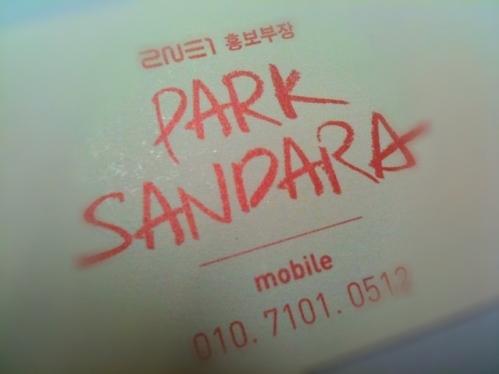 2NE1 홍보부장
PARK
SANDARA
mobile
010.7101.0512